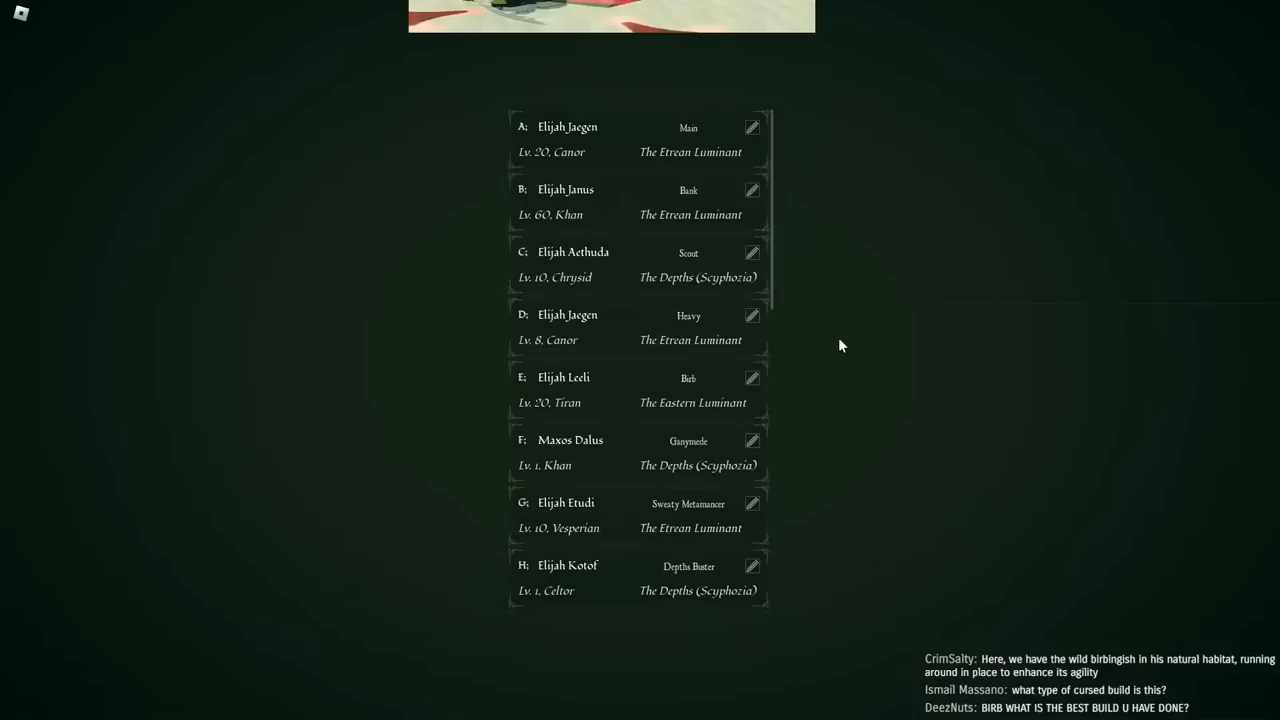 A; Elijah Jaegen Main
Lv. 20, Canor The Etrean Luminant
B; Elijah Janus Bank
Lv. 60, Khan The Etrean Luminant
C; Elijah Aethuda Scout
Lv. 10, Chrysid The Depths (Scyphozia)
D; Elijah Jaegen Heavy
Lv. 8, Canor The Etrean Luminant
E; Elijah Leeli Birb
Lv. 20, Tiran The Eastern Luminant
F; Maxos Dalus Ganymede
Lv. 1, Khan The Depths (Scyphozia)
G; Elijah Etudi Sweaty Metamancer
Lv. 10, Vesperian The Etrean Luminant
H; Elijah Kotof Depths Buster
Lv. 1, Celtor The Depths (Scyphozia)
CrimSalty: Here, we have the wild birbingish in his natural habitat, running
around in place to enhance its agility
Ismail Massano: what type of cursed build is this?
DeezNuts: BIRB WHAT IS THE BEST BUILD U HAVE DONE?